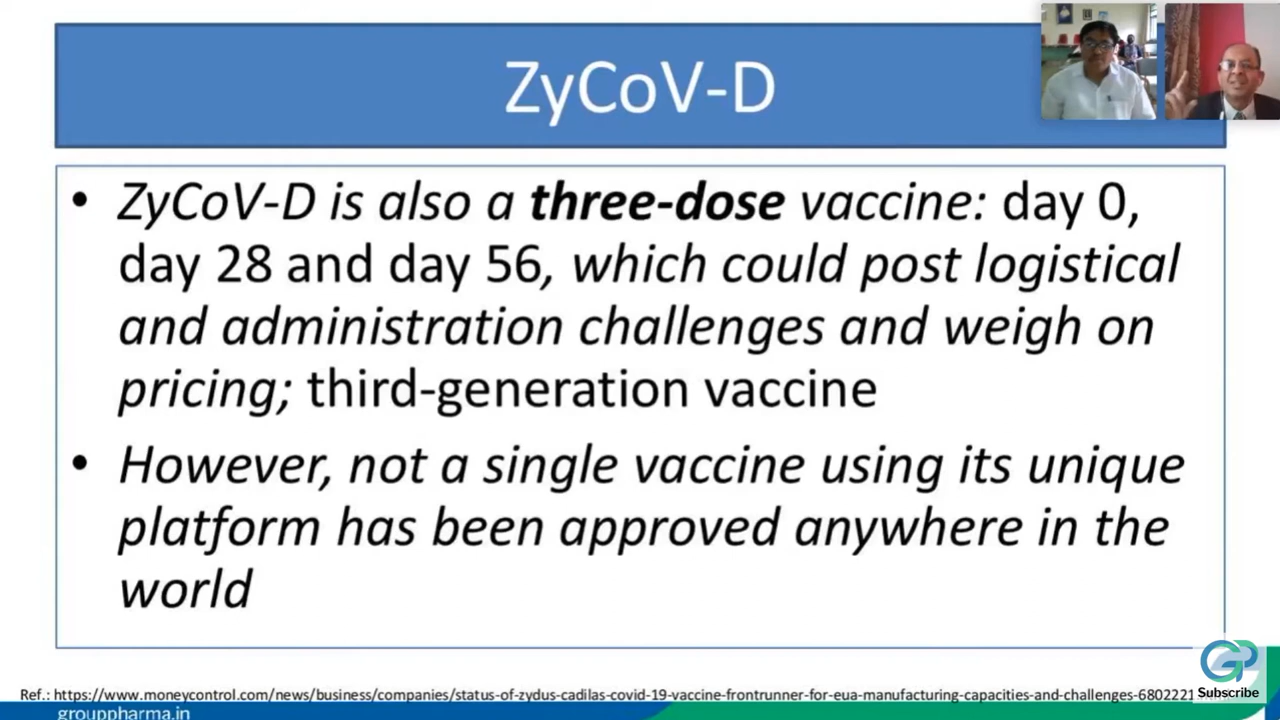 ZyCoV-D
• ZyCoV-D is also a three-dose vaccine: day 0,
day 28 and day 56, which could post logistical
and administration challenges and weigh on
pricing; third-generation vaccine
• However, not a single vaccine using its unique
platform has been approved anywhere in the
world
GP
Subscribe
Ref.: https://www.moneycontrol.com/news/business/companies/status-of-zydus-cadilas-covid-19-vaccine-frontrunner-for-eua-manufacturing-capacities-and-challenges-6802221
grouppharma.in